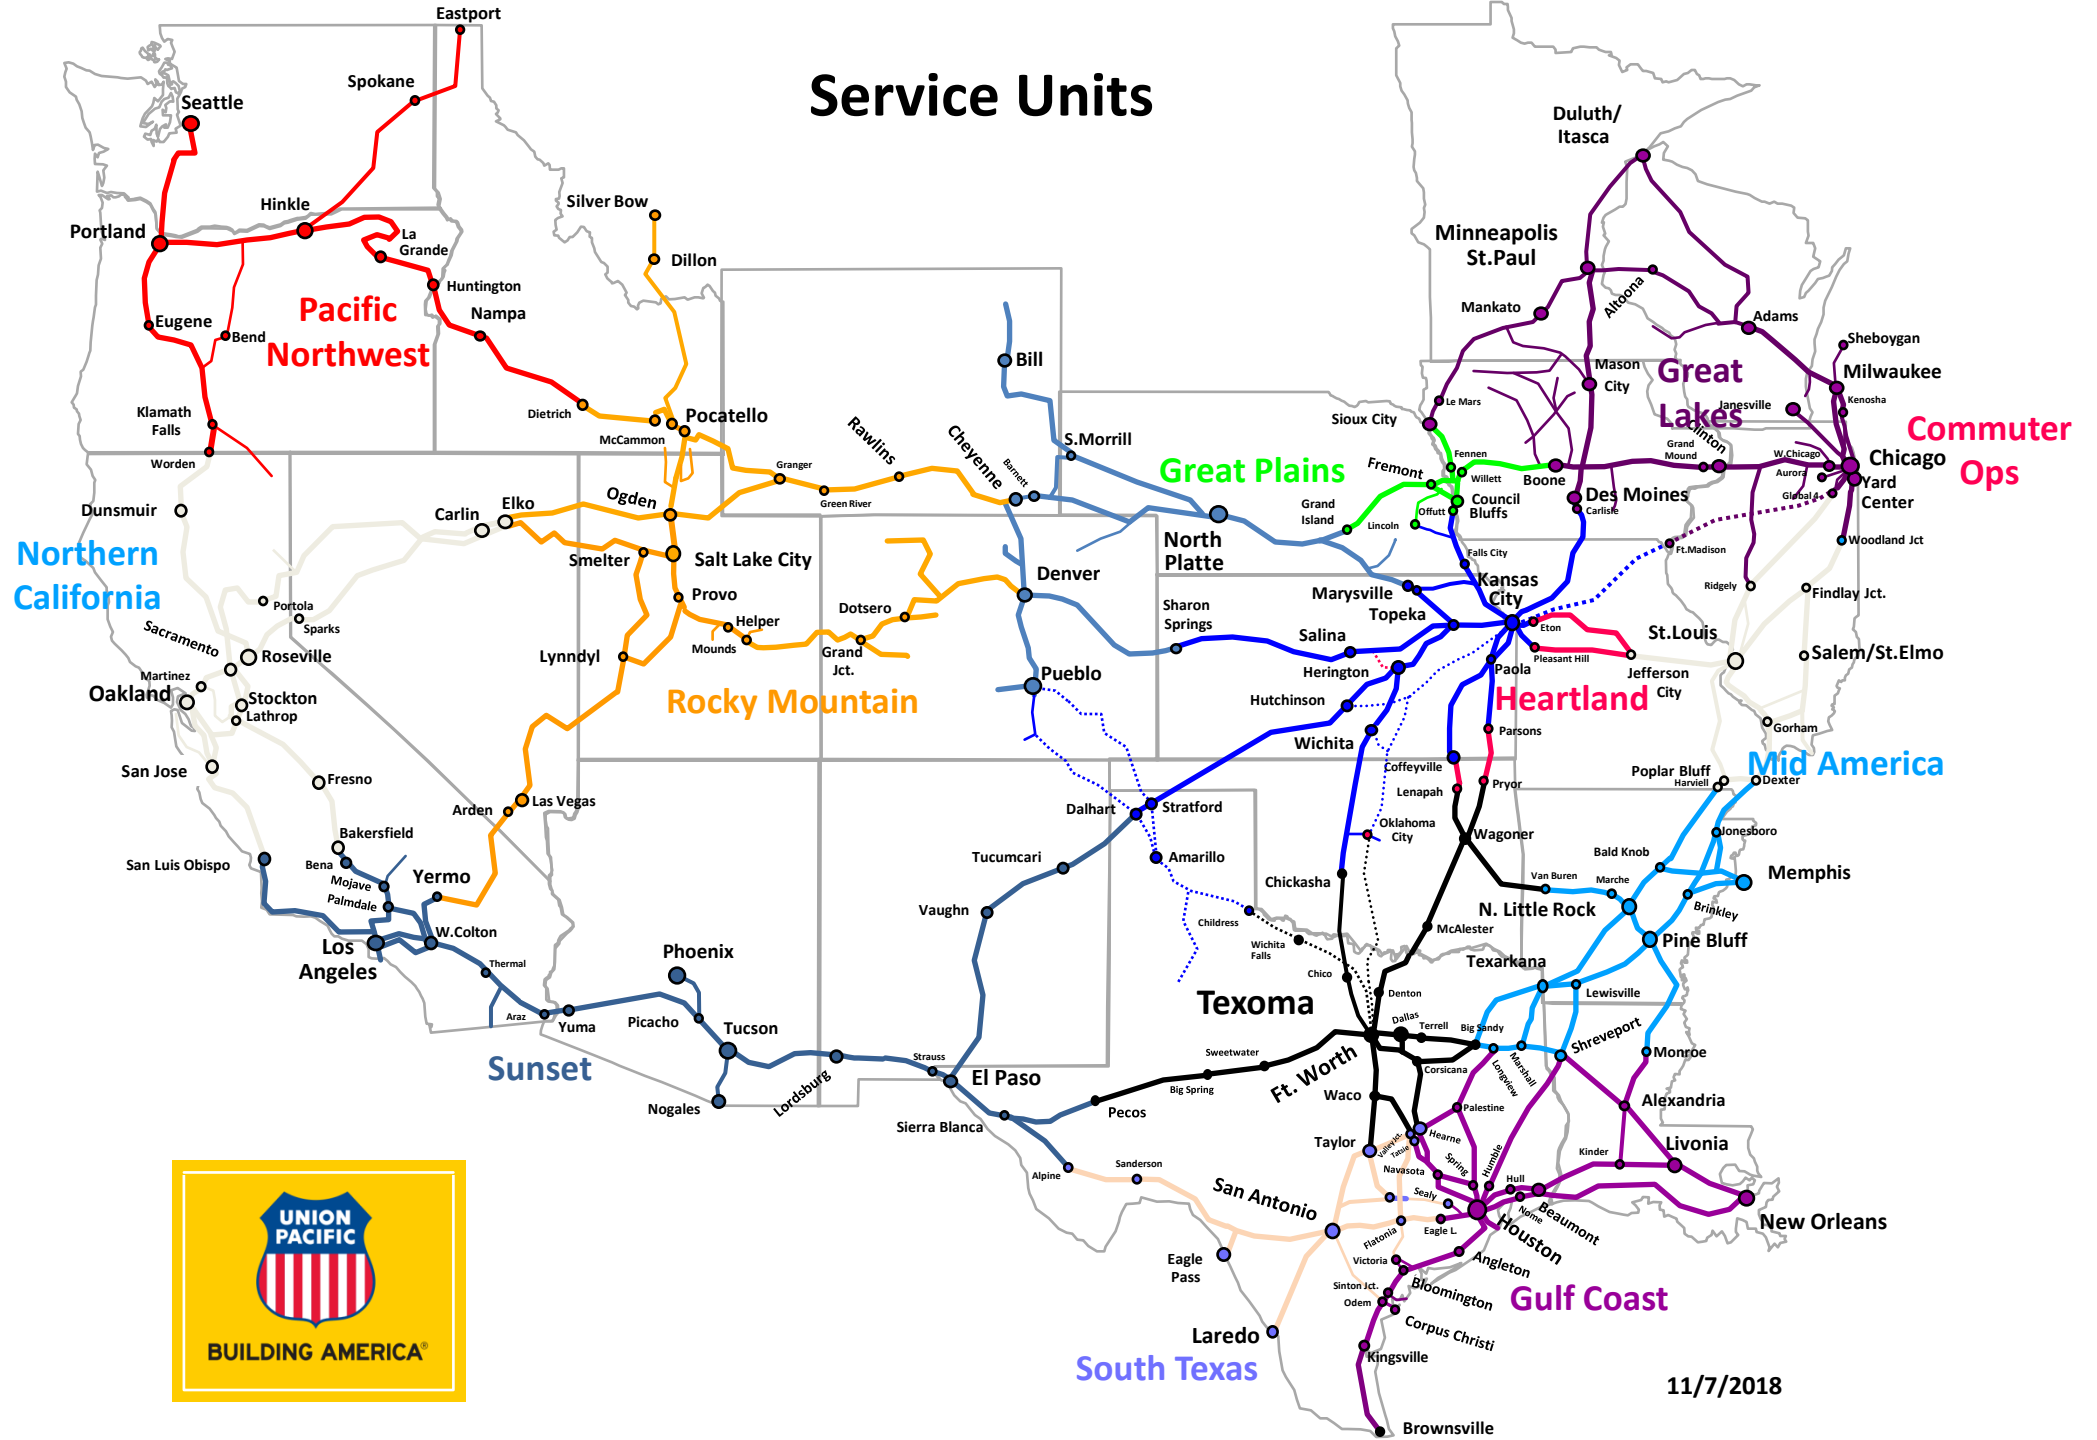 Service Units
Eastport
Spokane
Seattle
Hinkle
Portland
La
Grande
Huntington
Nampa
Pacific
Northwest
Eugene
Bend
Klamath
Falls
Worden
Dietrich
Silver Bow
Dillon
Pocatello
McCammon
Granger
Green River
Rawlins
Cheyenne
Barnett
Bill
S.Morrill
North
Platte
Great Plains
Grand
Island
Fremont
Lincoln
Offutt
Fennen
Willett
Council
Bluffs
Sioux City
Le Mars
Mankato
Minneapolis
St.Paul
Duluth/
Itasca
Altoona
Adams
Sheboygan
Milwaukee
Kenosha
Janesville
Great
Lakes
Mason
City
Clinton
Grand
Mound
Boone
Des Moines
Carlisle
W.Chicago
Aurora
Global 4
Chicago
Yard
Center
Commuter
Ops
Woodland Jct
Ft.Madison
Ridgely
Findlay Jct.
Salem/St.Elmo
St.Louis
Gorham
Jefferson
City
Pleasant Hill
Eton
Kansas
City
Falls City
Marysville
Topeka
Paola
Heartland
Salina
Herington
Hutchinson
Wichita
Sharon
Springs
Denver
Pueblo
Dotsero
Grand
Jct.
Helper
Mounds
Provo
Salt Lake City
Smelter
Ogden
Elko
Carlin
Lynndyl
Rocky Mountain
Las Vegas
Arden
Yermo
Dunsmuir
Northern
California
Portola
Sparks
Sacramento
Roseville
Martinez
Oakland
Stockton
Lathrop
San Jose
Fresno
Bakersfield
Bena
Mojave
Palmdale
San Luis Obispo
Los
Angeles
W.Colton
Thermal
Araz
Yuma
Phoenix
Picacho
Tucson
Nogales
Sunset
Lordsburg
Strauss
El Paso
Sierra Blanca
Alpine
Sanderson
Pecos
Big Spring
Sweetwater
Vaughn
Tucumcari
Dalhart
Stratford
Amarillo
Childress
Wichita
Falls
Chico
Chickasha
Oklahoma
City
Coffeyville
Lenapah
Parsons
Pryor
Wagoner
McAlester
Denton
Dallas
Terrell
Texoma
Ft. Worth
Corsicana
Big Sandy
Longview
Marshall
Waco
Taylor
Palestine
Hearne
Valley Jct.
Tatsie
Navasota
Spring
Humble
Sealy
Hull
Nome
Beaumont
Houston
Eagle L.
Flatonia
San Antonio
Eagle
Pass
Laredo
South Texas
Victoria
Bloomington
Angleton
Sinton Jct.
Odem
Corpus Christi
Kingsville
Brownsville
Gulf Coast
Kinder
Livonia
New Orleans
Alexandria
Monroe
Shreveport
Lewisville
Texarkana
Pine Bluff
N. Little Rock
Van Buren
Marche
Bald Knob
Brinkley
Memphis
Jonesboro
Poplar Bluff
Harviell
Dexter
Mid America
UNION
PACIFIC
BUILDING AMERICA®
11/7/2018